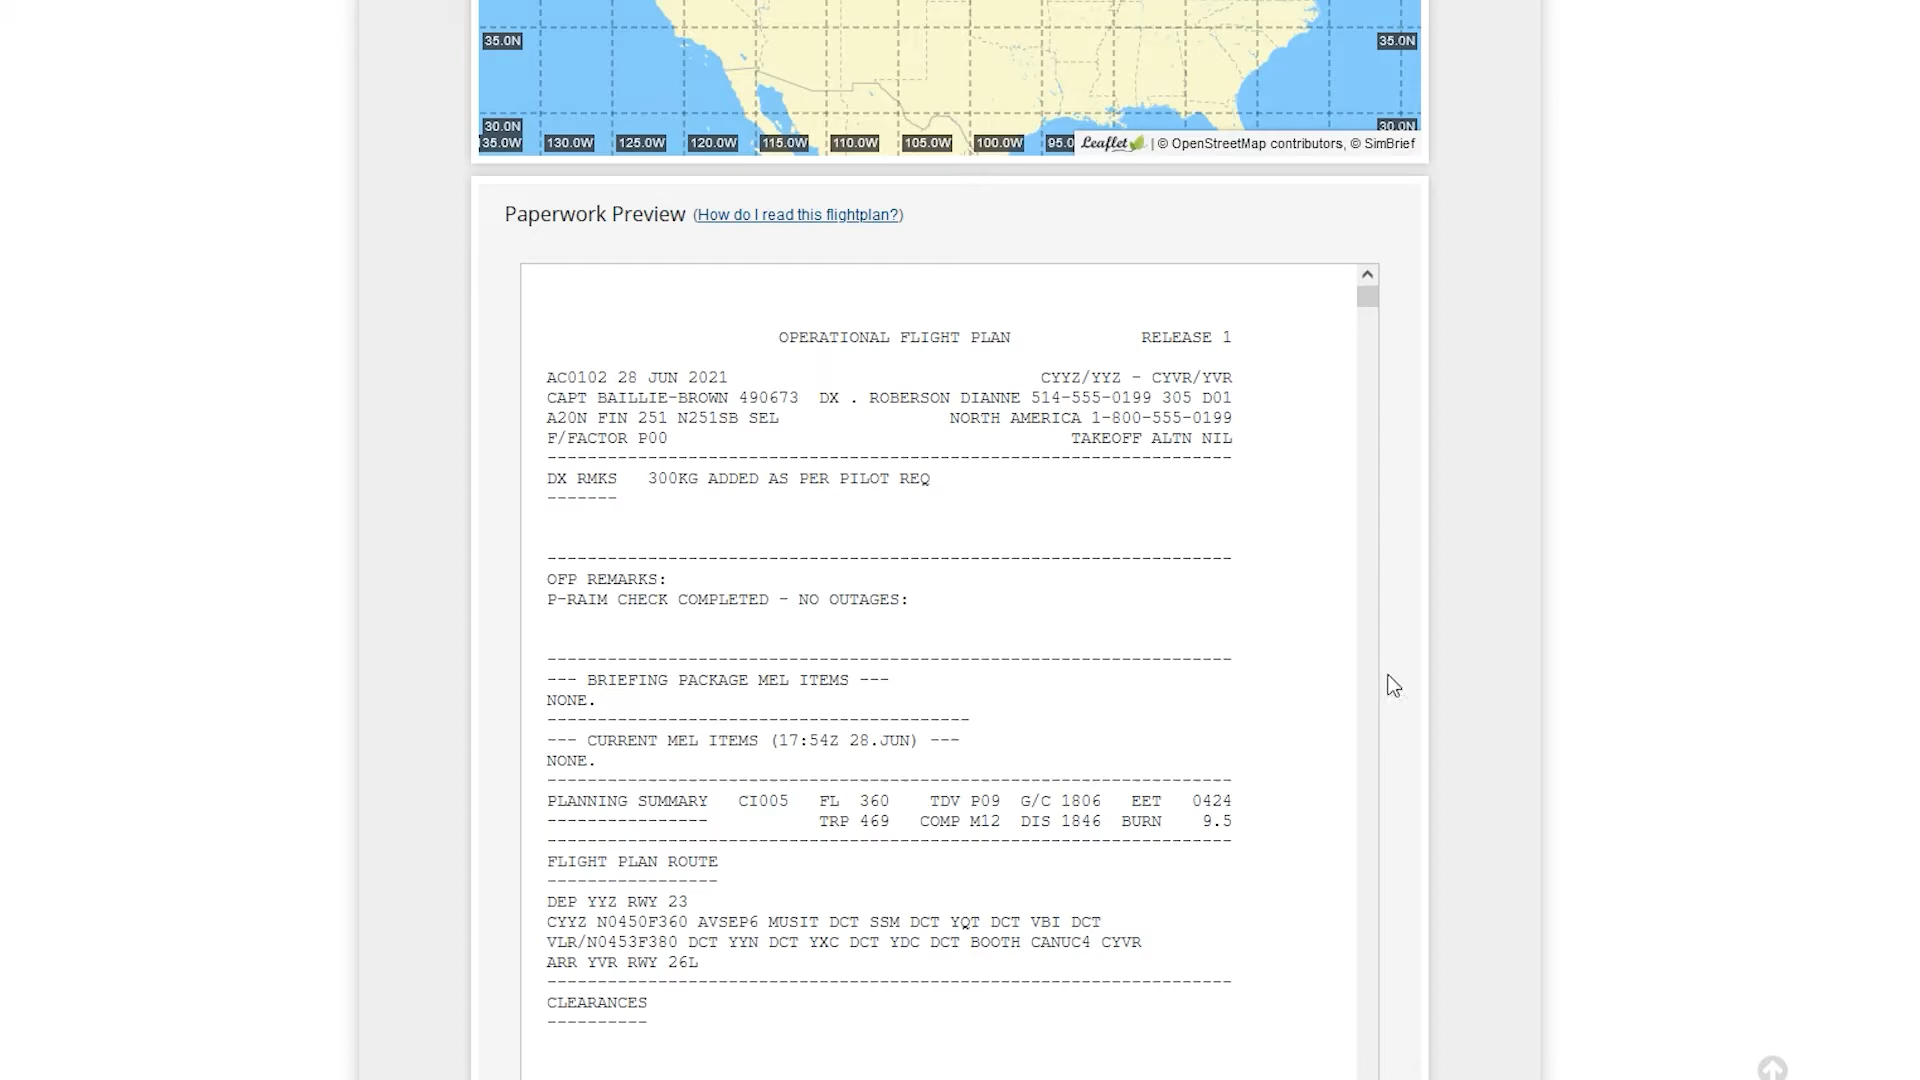 35.0N 35.0N
30.0N 30.0N
35.0W 130.0W 125.0W 120.0W 115.0W 110.0W 105.0W 100.0W 95.0 Leaflet | © OpenStreetMap contributors, © SimBrief
Paperwork Preview (How do I read this flightplan?)
OPERATIONAL FLIGHT PLAN RELEASE 1
AC0102 28 JUN 2021 CYYZ/YYZ - CYVR/YVR
CAPT BAILLIE-BROWN 490673 DX . ROBERSON DIANNE 514-555-0199 305 D01
A20N FIN 251 N251SB SEL NORTH AMERICA 1-800-555-0199
F/FACTOR P00 TAKEOFF ALTN NIL
--------------------------------------------------------------------
DX RMKS 300KG ADDED AS PER PILOT REQ
-------
--------------------------------------------------------------------
OFP REMARKS:
P-RAIM CHECK COMPLETED - NO OUTAGES:
--------------------------------------------------------------------
--- BRIEFING PACKAGE MEL ITEMS ---
NONE.
------------------------------------------
--- CURRENT MEL ITEMS (17:54Z 28.JUN) ---
NONE.
--------------------------------------------------------------------
PLANNING SUMMARY CI005 FL 360 TDV P09 G/C 1806 EET 0424
---------------- TRP 469 COMP M12 DIS 1846 BURN 9.5
--------------------------------------------------------------------
FLIGHT PLAN ROUTE
-----------------
DEP YYZ RWY 23
CYYZ N0450F360 AVSEP6 MUSIT DCT SSM DCT YQT DCT VBI DCT
VLR/N0453F380 DCT YYN DCT YXC DCT YDC DCT BOOTH CANUC4 CYVR
ARR YVR RWY 26L
--------------------------------------------------------------------
CLEARANCES
----------